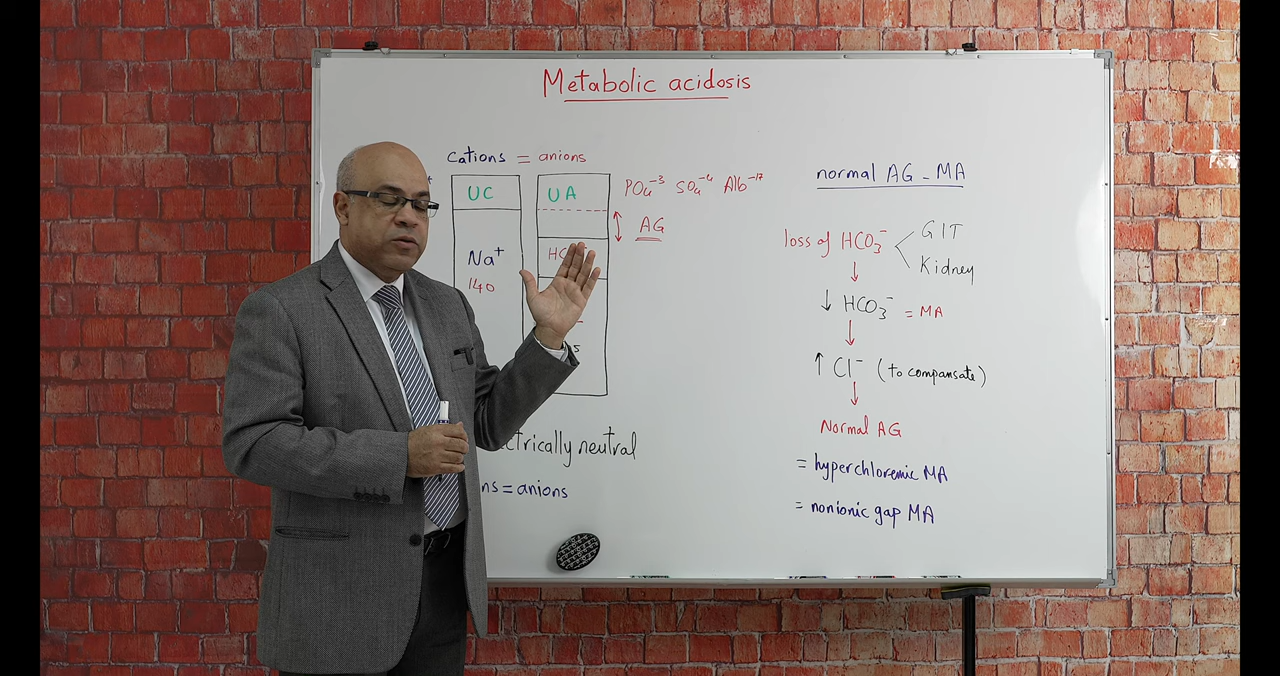 Metabolic acidosis
cations = anions
UC
UA
PO₄⁻³ SO₄⁻⁴ Alb⁻¹⁷
AG
Na⁺
140
HC
5
ctrically neutral
ns = anions
normal AG - MA
loss of HCO₃⁻
GIT
Kidney
↓ HCO₃⁻ = MA
↑ Cl⁻ (to compansate)
Normal AG
= hyperchloremic MA
= nonionic gap MA